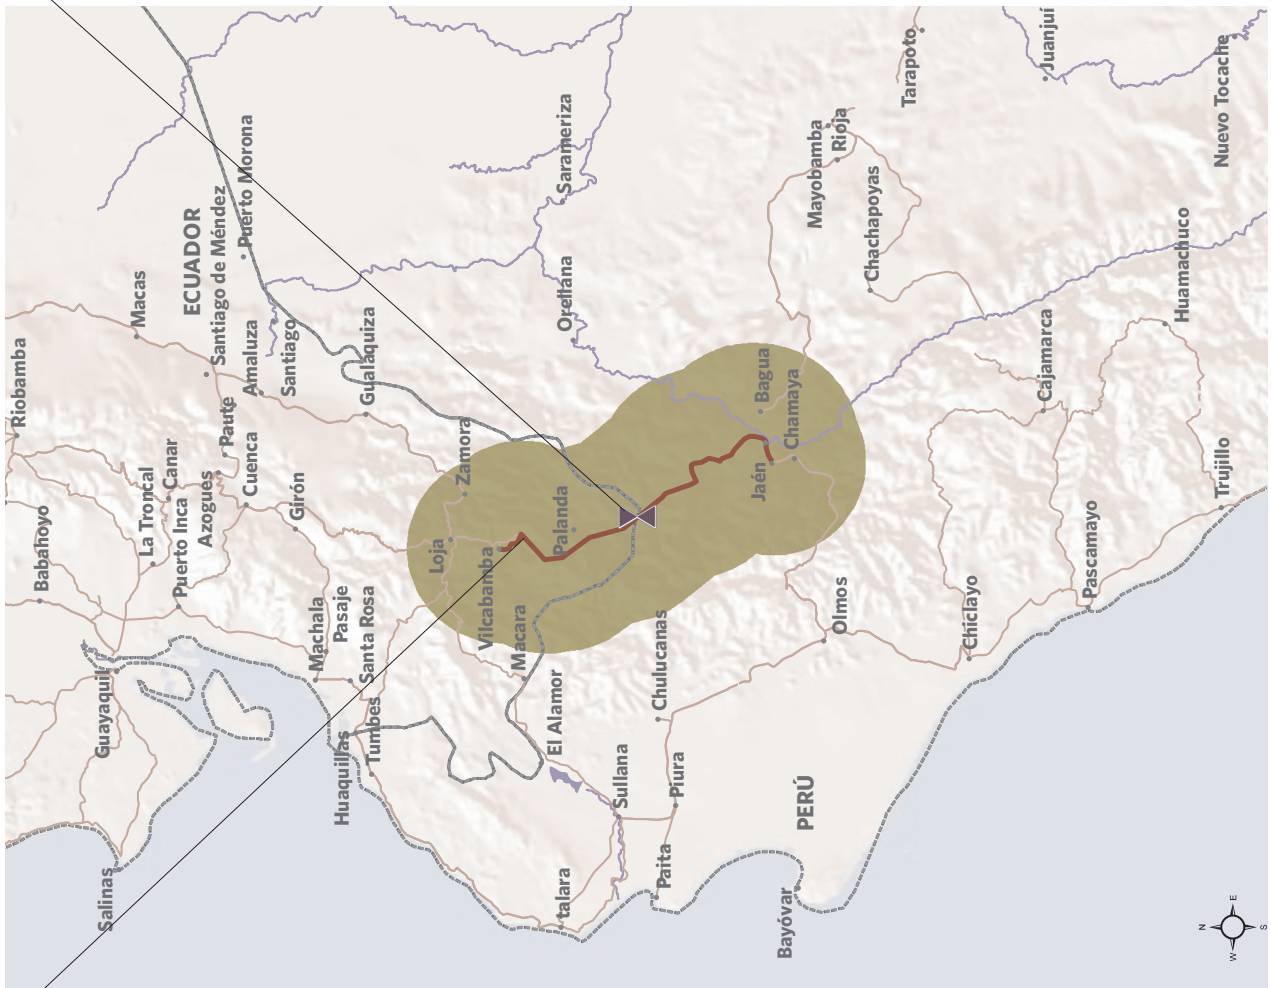 Riobamba
Babahoyo
Macas
ECUADOR
Santiago de Méndez
Puerto Morona
Amaluza
Santiago
Gualaquiza
Paute
Canar
La Troncal
Puerto Inca
Azogues
Cuenca
Girón
Machala
Pasaje
Santa Rosa
Guayaquil
Salinas
Huaquillas
Tumbes
Zamora
Loja
Vilcabamba
Palanda
Macara
El Alamor
Sullana
talara
Paita
Piura
Chulucanas
Olmos
PERÚ
Bayóvar
Sarameriza
Orellana
Bagua
Chamaya
Jaén
Tarapoto
Mayobamba
Rioja
Chachapoyas
Juanjuí
Nuevo Tocache
Huamachuco
Cajamarca
Trujillo
Pascamayo
Chiclayo
N
E
S
W